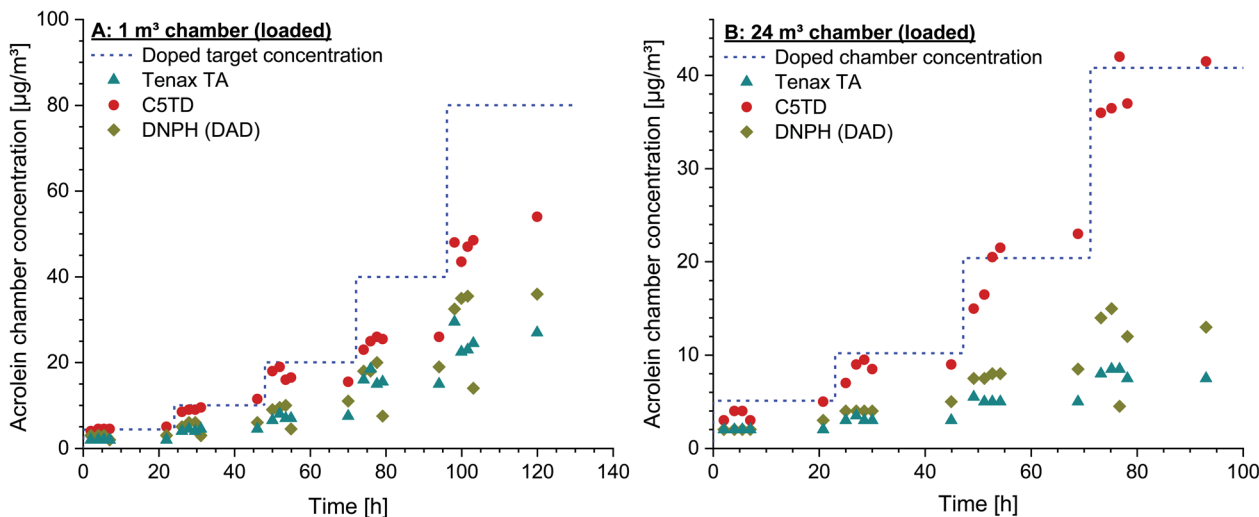 A: 1 m³ chamber (loaded)
Doped target concentration
Tenax TA
C5TD
DNPH (DAD)
Acrolein chamber concentration [µg/m³]
100
80
60
40
20
0
0 20 40 60 80 100 120 140
Time [h]
B: 24 m³ chamber (loaded)
Doped chamber concentration
Tenax TA
C5TD
DNPH (DAD)
Acrolein chamber concentration [µg/m³]
40
30
20
10
0
0 20 40 60 80 100
Time [h]